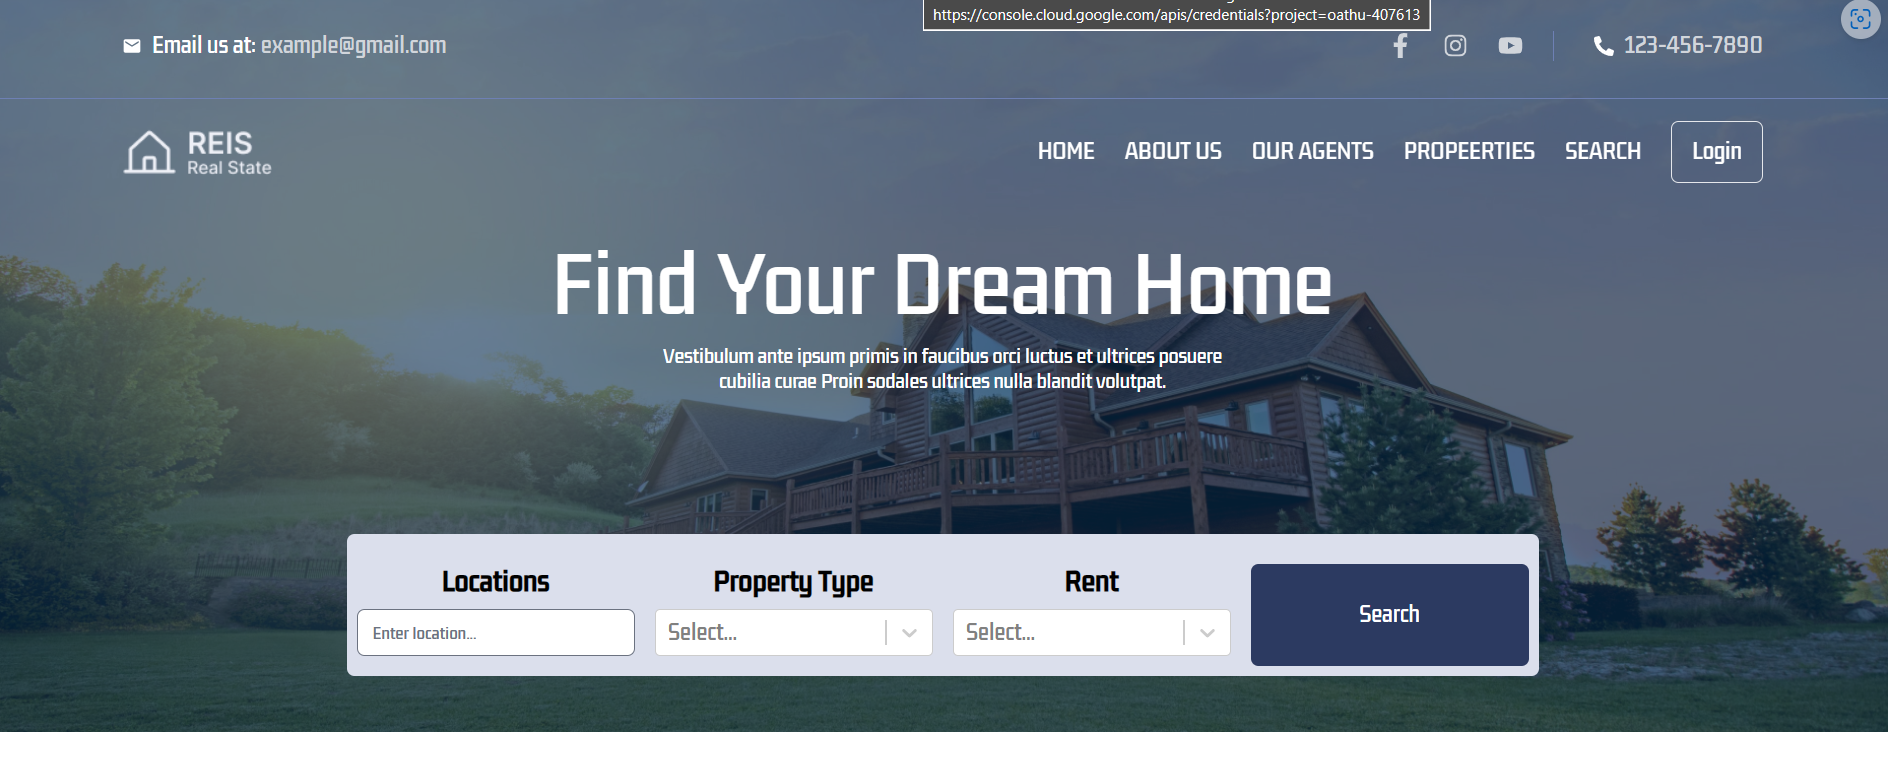 https://console.cloud.google.com/apis/credentials?project=oathu-407613
Email us at: example@gmail.com
123-456-7890
REIS
Real State
HOME ABOUT US OUR AGENTS PROPEERTIES SEARCH Login
Find Your Dream Home
Vestibulum ante ipsum primis in faucibus orci luctus et ultrices posuere
cubilia curae Proin sodales ultrices nulla blandit volutpat.
Locations Property Type Rent
Search
Enter location... Select... Select...